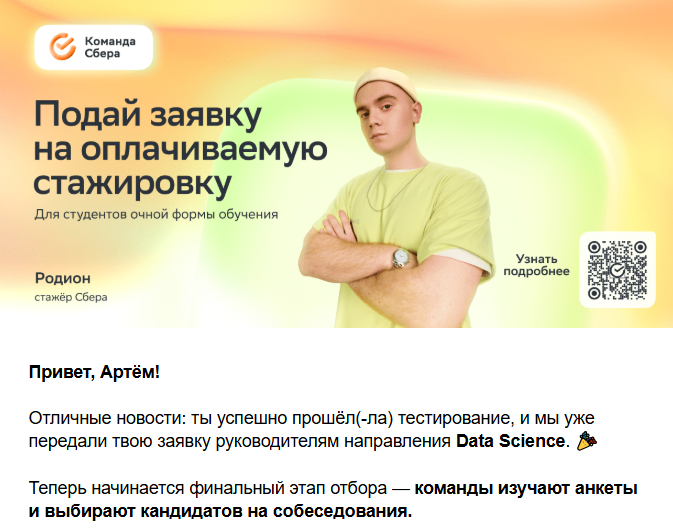 Команда
Сбера
Подай заявку
на оплачиваемую
стажировку
Для студентов очной формы обучения
Узнать
подробнее
Родион
стажёр Сбера
Привет, Артём!
Отличные новости: ты успешно прошёл(-ла) тестирование, и мы уже
передали твою заявку руководителям направления Data Science. 🎉
Теперь начинается финальный этап отбора — команды изучают анкеты
и выбирают кандидатов на собеседования.